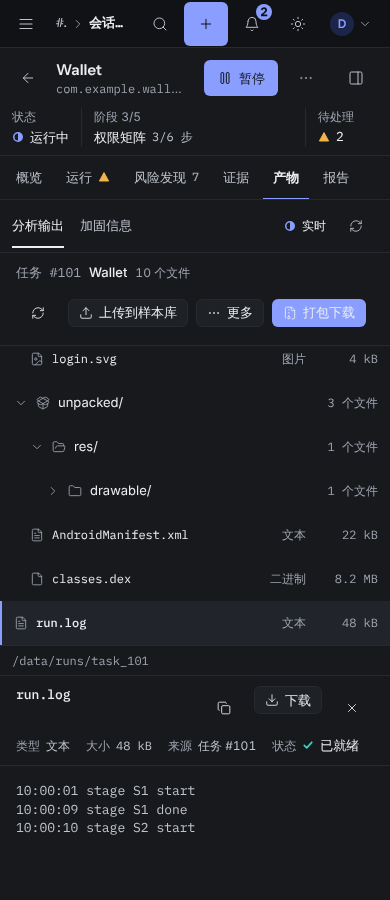 #. 会话…
2
D
Wallet
com.example.wall…
暂停
状态
运行中
阶段 3/5
权限矩阵 3/6 步
待处理
2
概览 运行 风险发现 7 证据 产物 报告
分析输出 加固信息 实时
任务 #101 Wallet 10 个文件
上传到样本库 更多 打包下载
login.svg 图片 4 kB
unpacked/ 3 个文件
res/ 1 个文件
drawable/ 1 个文件
AndroidManifest.xml 文本 22 kB
classes.dex 二进制 8.2 MB
run.log 文本 48 kB
/data/runs/task_101
run.log 下载
类型 文本 大小 48 kB 来源 任务 #101 状态 已就绪
10:00:01 stage S1 start
10:00:09 stage S1 done
10:00:10 stage S2 start